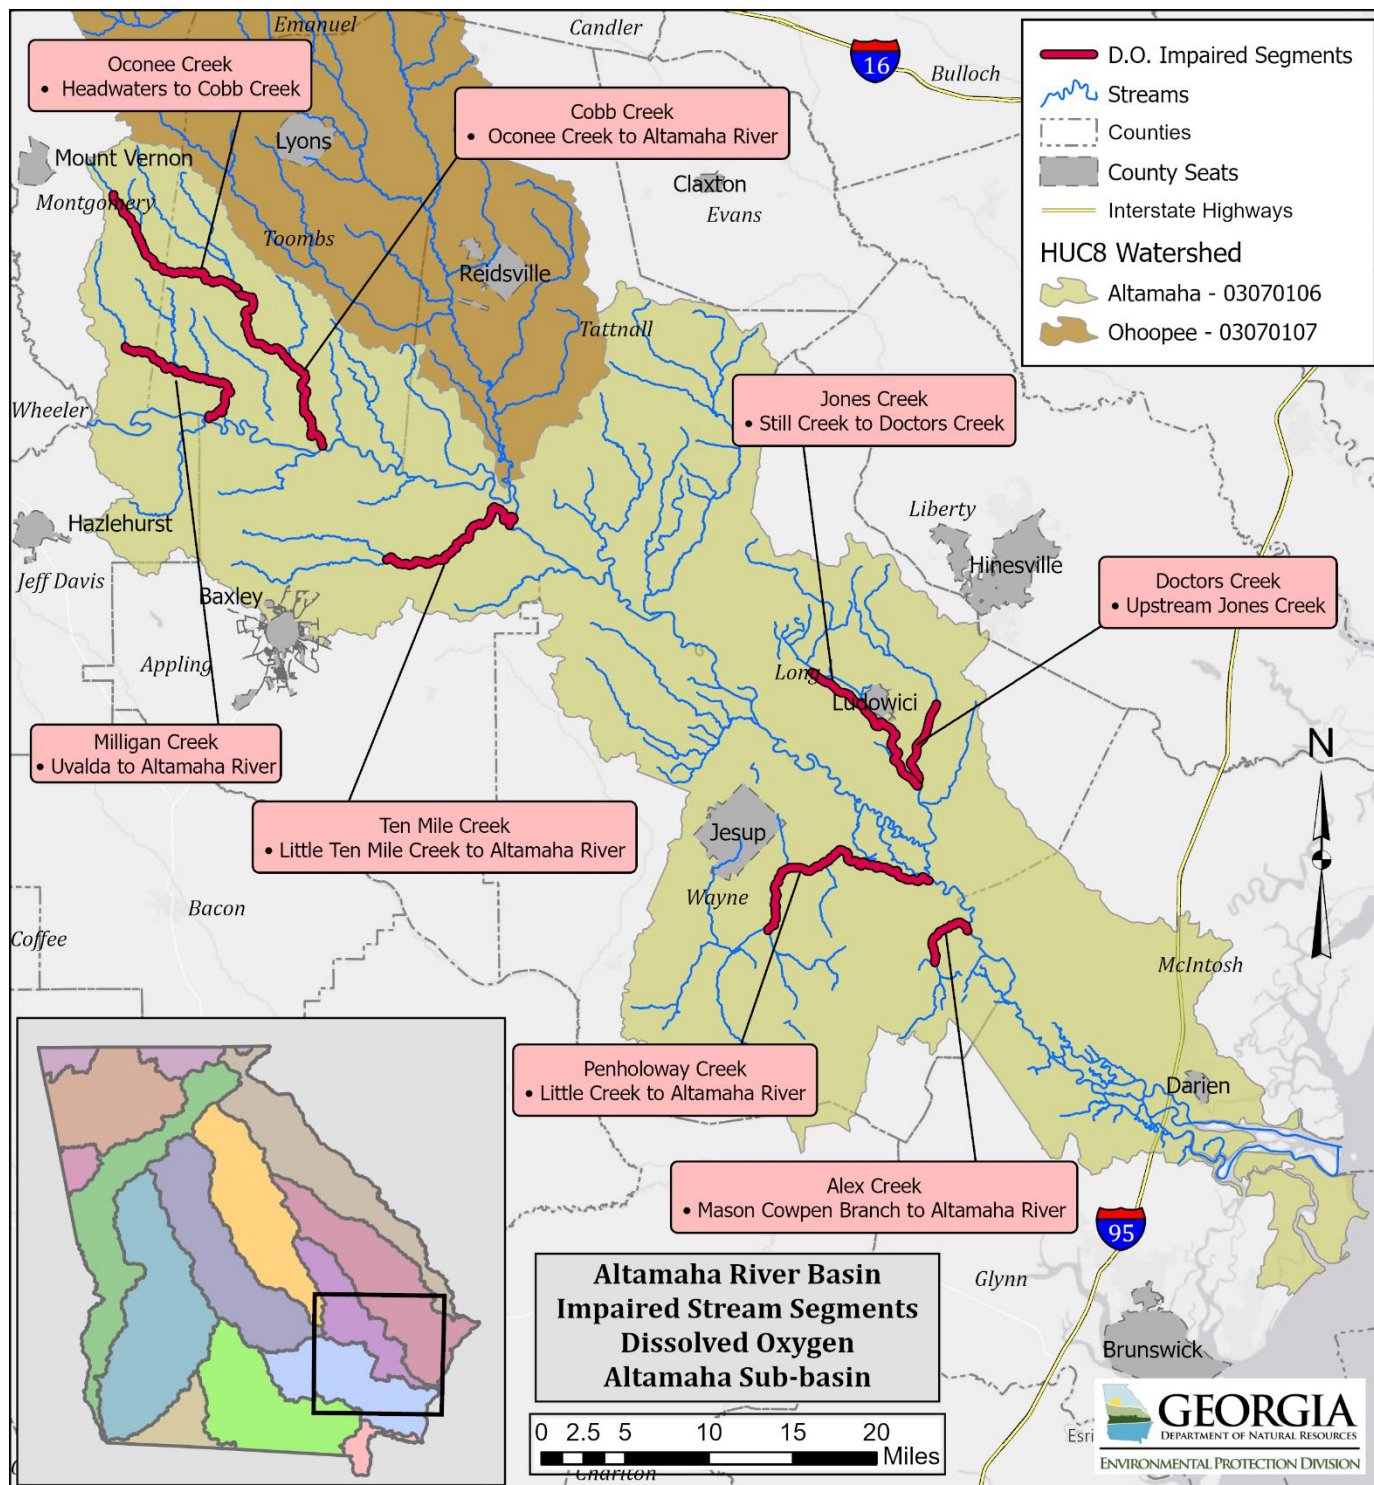 Emanuel
Candler
Bulloch
16
Oconee Creek
• Headwaters to Cobb Creek
Cobb Creek
• Oconee Creek to Altamaha River
D.O. Impaired Segments
Streams
Counties
County Seats
Interstate Highways
HUC8 Watershed
Altamaha - 03070106
Ohoopee - 03070107
Lyons
Mount Vernon
Montgomery
Claxton
Evans
Toombs
Reidsville
Tattnall
Wheeler
Jones Creek
• Still Creek to Doctors Creek
Liberty
Hinesville
Hazlehurst
Jeff Davis
Baxley
Appling
Doctors Creek
• Upstream Jones Creek
Long
Ludowici
Milligan Creek
• Uvalda to Altamaha River
N
Ten Mile Creek
• Little Ten Mile Creek to Altamaha River
Jesup
Wayne
Bacon
Coffee
McIntosh
Penholoway Creek
• Little Creek to Altamaha River
Darien
Alex Creek
• Mason Cowpen Branch to Altamaha River
95
Glynn
Brunswick
Altamaha River Basin
Impaired Stream Segments
Dissolved Oxygen
Altamaha Sub-basin
0 2.5 5 10 15 20
Miles
Charlton
Esri
GEORGIA
DEPARTMENT OF NATURAL RESOURCES
ENVIRONMENTAL PROTECTION DIVISION